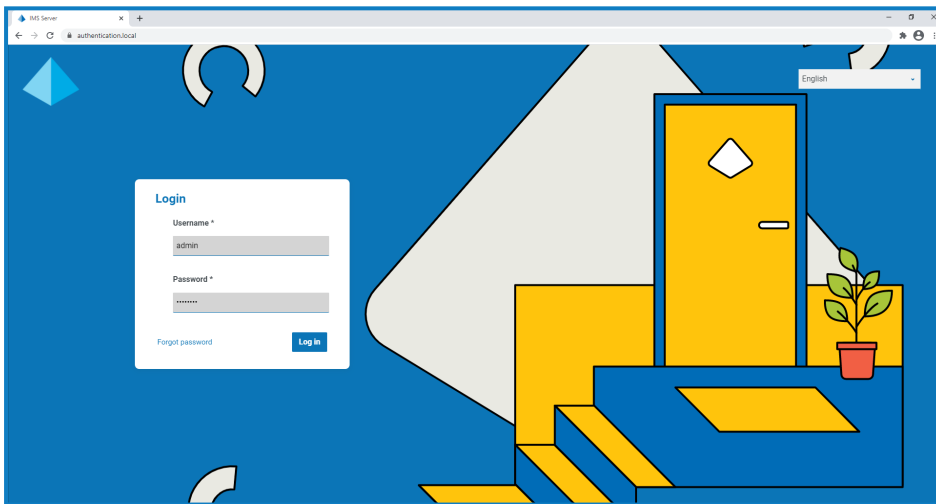 IMS Server
authentication.local
English
Login
Username *
admin
Password *
••••••••
Forgot password
Log in